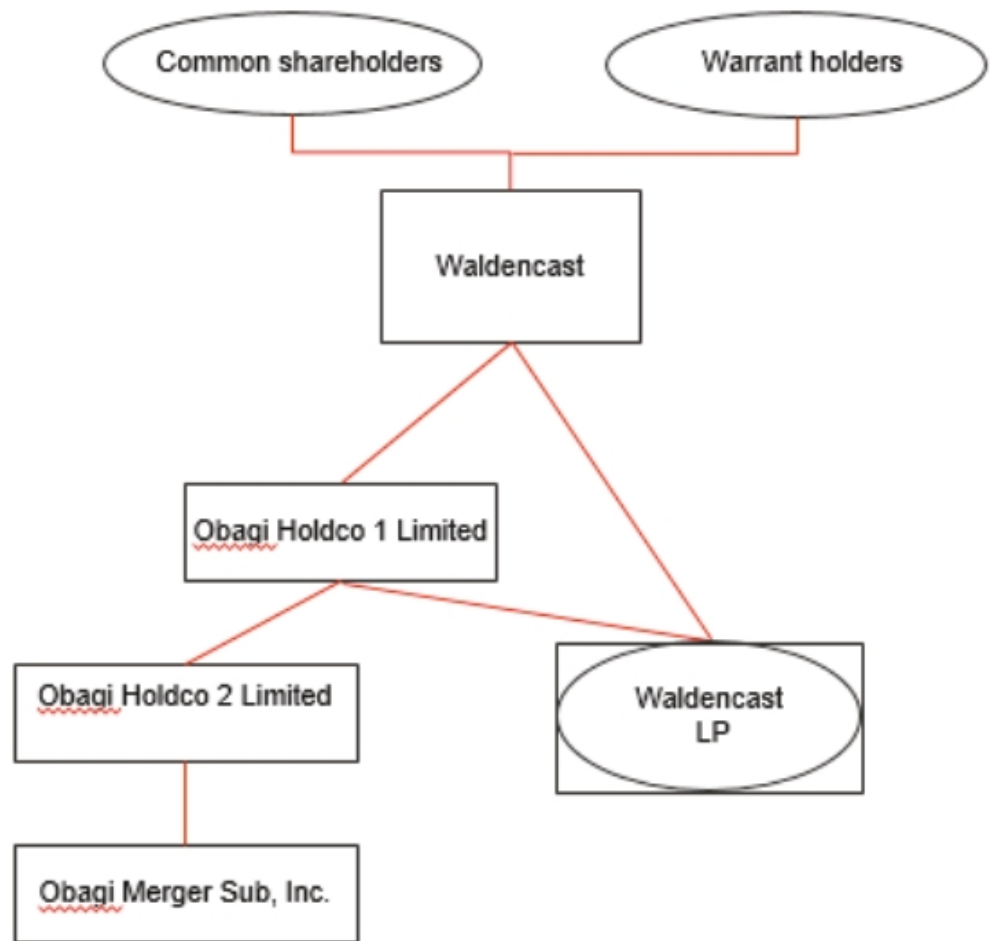 Common shareholders
Warrant holders
Waldencast
Obagi Holdco 1 Limited
Obagi Holdco 2 Limited
Waldencast
LP
Obagi Merger Sub, Inc.